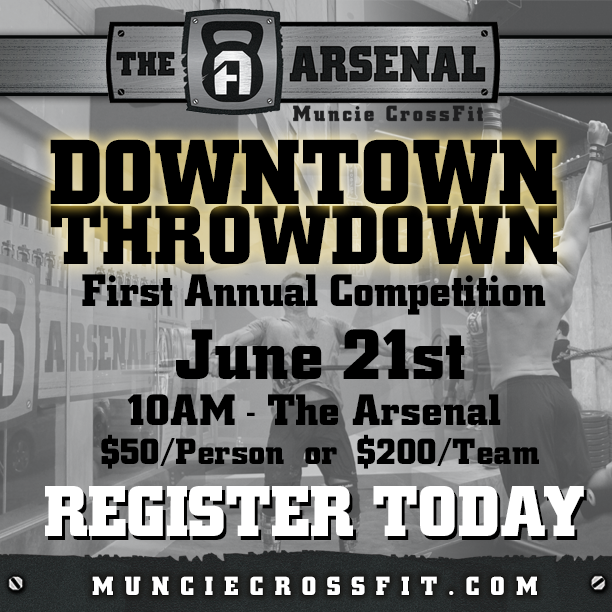 THE A ARSENAL
Muncie CrossFit
DOWNTOWN
THROWDOWN
First Annual Competition
ARSENAL
June 21st
10AM - The Arsenal
$50/Person or $200/Team
REGISTER TODAY
MUNCIECROSSFIT.COM